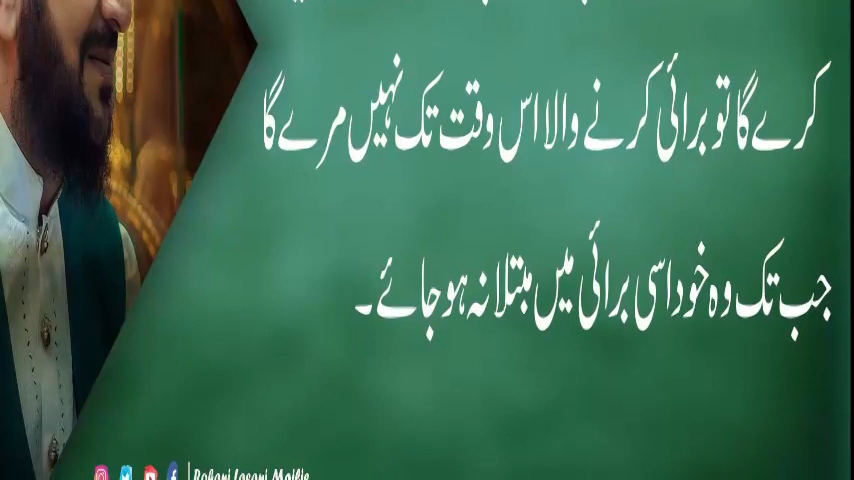 کرے گا تو برائی کرنے والا اس وقت تک نہیں مرے گا
جب تک وہ خود اسی برائی میں مبتلا نہ ہو جائے۔
Rohani Lasani Majlis